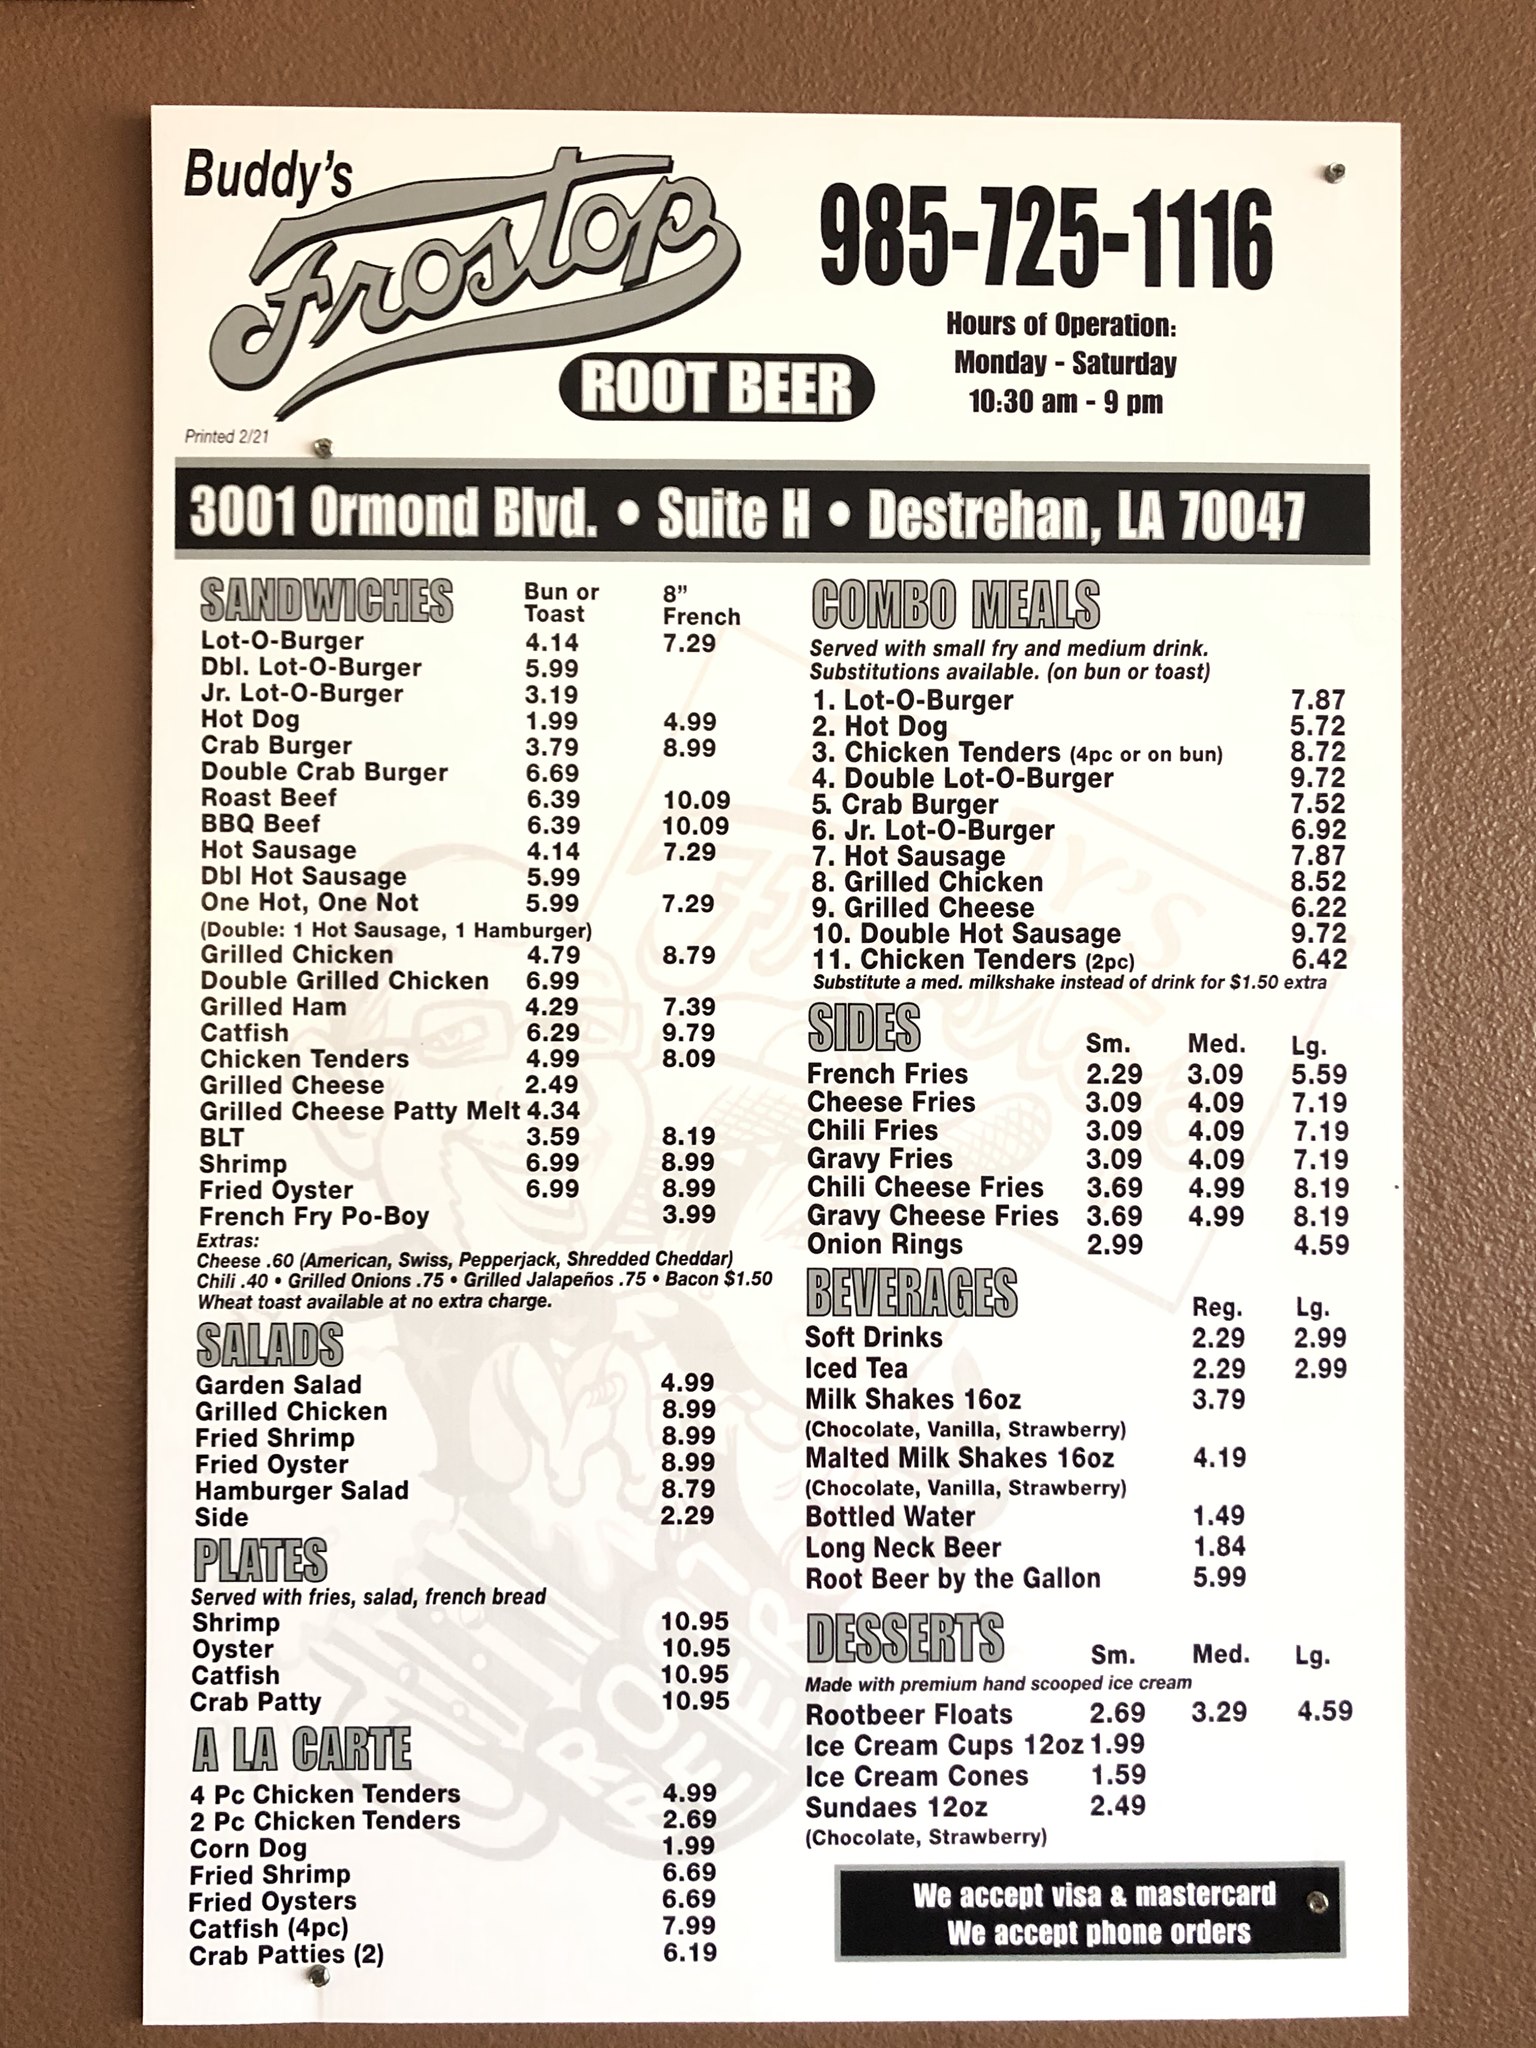 Buddy's
Frostop
ROOT BEER
Printed 2/21
985-725-1116
Hours of Operation:
Monday - Saturday
10:30 am - 9 pm
3001 Ormond Blvd. • Suite H • Destrehan, LA 70047
SANDWICHES Bun or Toast 8" French
Lot-O-Burger 4.14 7.29
Dbl. Lot-O-Burger 5.99
Jr. Lot-O-Burger 3.19
Hot Dog 1.99 4.99
Crab Burger 3.79 8.99
Double Crab Burger 6.69
Roast Beef 6.39 10.09
BBQ Beef 6.39 10.09
Hot Sausage 4.14 7.29
Dbl Hot Sausage 5.99
One Hot, One Not 5.99 7.29
(Double: 1 Hot Sausage, 1 Hamburger)
Grilled Chicken 4.79 8.79
Double Grilled Chicken 6.99
Grilled Ham 4.29 7.39
Catfish 6.29 9.79
Chicken Tenders 4.99 8.09
Grilled Cheese 2.49
Grilled Cheese Patty Melt 4.34
BLT 3.59 8.19
Shrimp 6.99 8.99
Fried Oyster 6.99 8.99
French Fry Po-Boy 3.99
Extras:
Cheese .60 (American, Swiss, Pepperjack, Shredded Cheddar)
Chili .40 • Grilled Onions .75 • Grilled Jalapeños .75 • Bacon $1.50
Wheat toast available at no extra charge.
SALADS
Garden Salad 4.99
Grilled Chicken 8.99
Fried Shrimp 8.99
Fried Oyster 8.99
Hamburger Salad 8.79
Side 2.29
PLATES
Served with fries, salad, french bread
Shrimp 10.95
Oyster 10.95
Catfish 10.95
Crab Patty 10.95
A LA CARTE
4 Pc Chicken Tenders 4.99
2 Pc Chicken Tenders 2.69
Corn Dog 1.99
Fried Shrimp 6.69
Fried Oysters 6.69
Catfish (4pc) 7.99
Crab Patties (2) 6.19
COMBO MEALS
Served with small fry and medium drink.
Substitutions available. (on bun or toast)
1. Lot-O-Burger 7.87
2. Hot Dog 5.72
3. Chicken Tenders (4pc or on bun) 8.72
4. Double Lot-O-Burger 9.72
5. Crab Burger 7.52
6. Jr. Lot-O-Burger 6.92
7. Hot Sausage 7.87
8. Grilled Chicken 8.52
9. Grilled Cheese 6.22
10. Double Hot Sausage 9.72
11. Chicken Tenders (2pc) 6.42
Substitute a med. milkshake instead of drink for $1.50 extra
SIDES Sm. Med. Lg.
French Fries 2.29 3.09 5.59
Cheese Fries 3.09 4.09 7.19
Chili Fries 3.09 4.09 7.19
Gravy Fries 3.09 4.09 7.19
Chili Cheese Fries 3.69 4.99 8.19
Gravy Cheese Fries 3.69 4.99 8.19
Onion Rings 2.99 4.59
BEVERAGES Reg. Lg.
Soft Drinks 2.29 2.99
Iced Tea 2.29 2.99
Milk Shakes 16oz 3.79
(Chocolate, Vanilla, Strawberry)
Malted Milk Shakes 16oz 4.19
(Chocolate, Vanilla, Strawberry)
Bottled Water 1.49
Long Neck Beer 1.84
Root Beer by the Gallon 5.99
DESSERTS Sm. Med. Lg.
Made with premium hand scooped ice cream
Rootbeer Floats 2.69 3.29 4.59
Ice Cream Cups 12oz 1.99
Ice Cream Cones 1.59
Sundaes 12oz 2.49
(Chocolate, Strawberry)
We accept visa & mastercard
We accept phone orders
ROOT
BEER